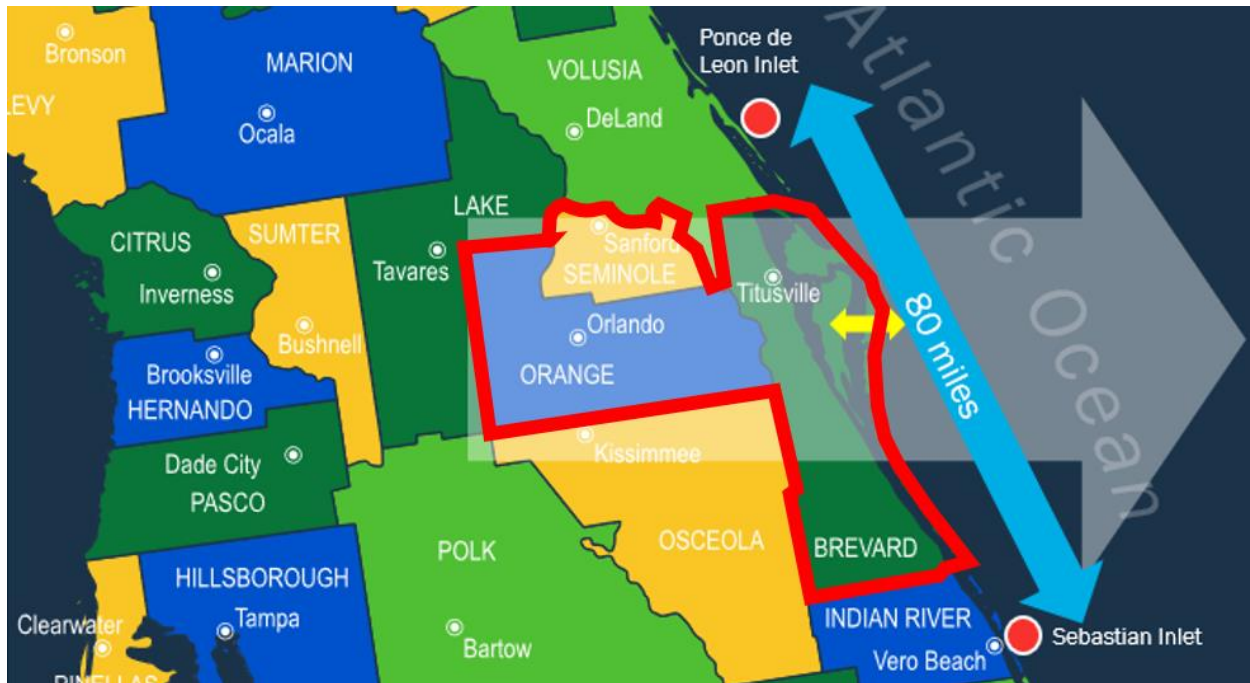 Bronson
LEVY
MARION
Ocala
VOLUSIA
DeLand
Ponce de
Leon Inlet
Atlantic Ocean
LAKE
Tavares
CITRUS
Inverness
SUMTER
Bushnell
Sanford
SEMINOLE
Titusville
Orlando
ORANGE
80 miles
Brooksville
HERNANDO
Dade City
PASCO
Kissimmee
OSCEOLA
POLK
Bartow
BREVARD
HILLSBOROUGH
Tampa
Clearwater
PINELLAS
INDIAN RIVER
Vero Beach
Sebastian Inlet